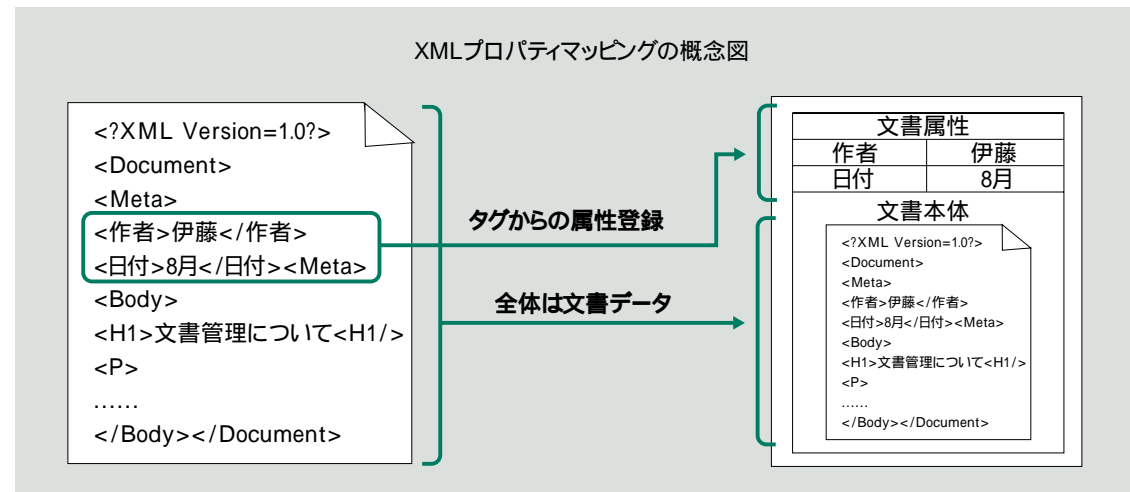 XMLプロパティマッピングの概念図
<?XML Version=1.0?>
<Document>
<Meta>
<作者>伊藤</作者>
<日付>8月</日付><Meta>
<Body>
<H1>文書管理について<H1/>
<P>
……
</Body></Document>
タグからの属性登録
全体は文書データ
文書属性
作者 伊藤
日付 8月
文書本体
<?XML Version=1.0?>
<Document>
<Meta>
<作者>伊藤</作者>
<日付>8月</日付><Meta>
<Body>
<H1>文書管理について<H1/>
<P>
……
</Body></Document>